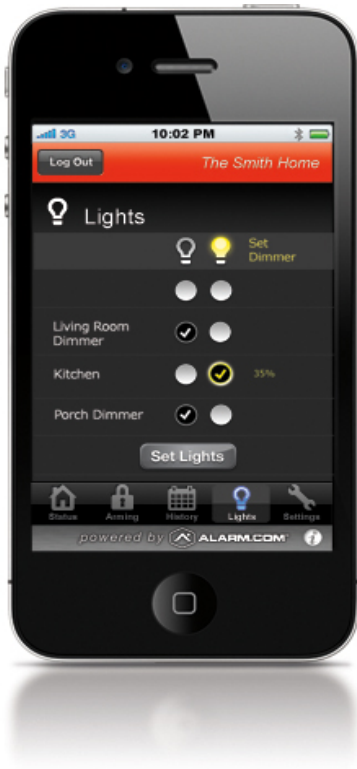 3G 10:02 PM
Log Out The Smith Home
Lights
Set
Dimmer
Living Room
Dimmer
Kitchen 35%
Porch Dimmer
Set Lights
Status Arming History Lights Settings
powered by ALARM.COM i